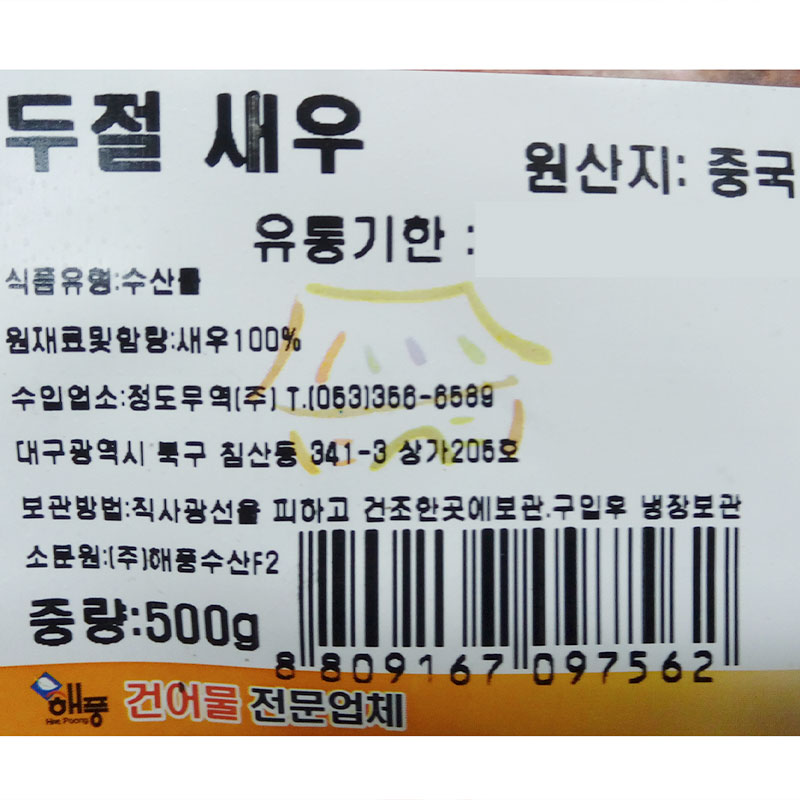 두절 새우
원산지: 중국
유통기한 :
식품유형:수산물
원재료및함량:새우100%
수입업소:정도무역(주) T.(053)356-6589
대구광역시 북구 침산동 341-3 상가205호
보관방법:직사광선을 피하고 건조한곳에보관.구입후 냉장보관
소문원:(주)해풍수산F2
중량:500g
8 809167 097562
해풍 건어물 전문업체
Hae Poong